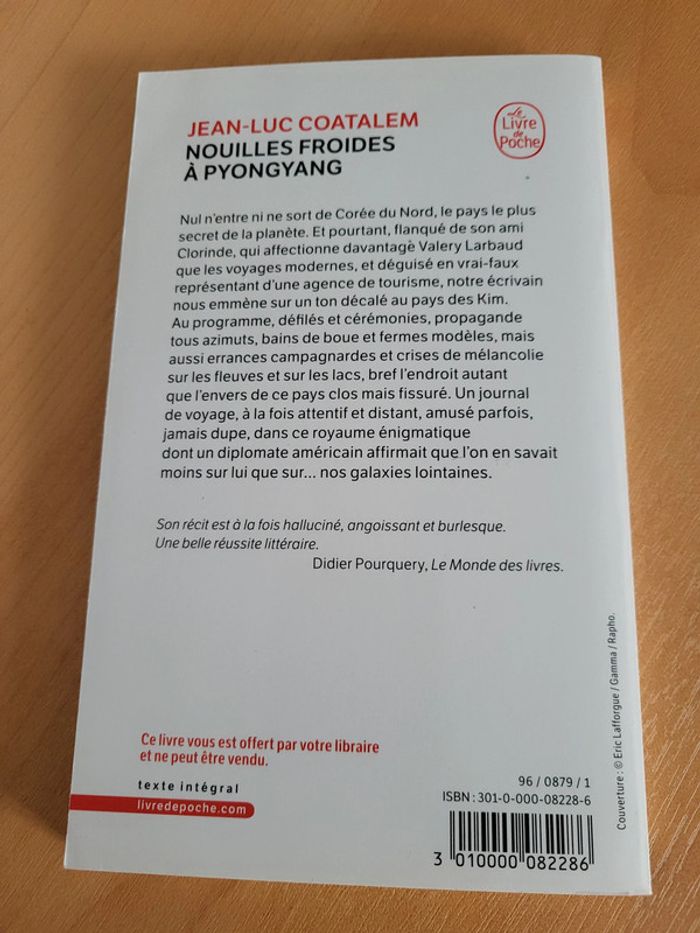 JEAN-LUC COATALEM
NOUILLES FROIDES
À PYONGYANG
Le
Livre
de
Poche
Nul n'entre ni ne sort de Corée du Nord, le pays le plus
secret de la planète. Et pourtant, flanqué de son ami
Clorinde, qui affectionne davantage Valery Larbaud
que les voyages modernes, et déguisé en vrai-faux
représentant d'une agence de tourisme, notre écrivain
nous emmène sur un ton décalé au pays des Kim.
Au programme, défilés et cérémonies, propagande
tous azimuts, bains de boue et fermes modèles, mais
aussi errances campagnardes et crises de mélancolie
sur les fleuves et sur les lacs, bref l'endroit autant
que l'envers de ce pays clos mais fissuré. Un journal
de voyage, à la fois attentif et distant, amusé parfois,
jamais dupe, dans ce royaume énigmatique
dont un diplomate américain affirmait que l'on en savait
moins sur lui que sur... nos galaxies lointaines.
Son récit est à la fois halluciné, angoissant et burlesque.
Une belle réussite littéraire.
Didier Pourquery, Le Monde des livres.
Ce livre vous est offert par votre libraire
et ne peut être vendu.
texte intégral
livredepoche.com
96 / 0879 / 1
ISBN : 301-0-000-08228-6
3 010000 082286
Couverture : © Eric Lafforgue / Gamma / Rapho.